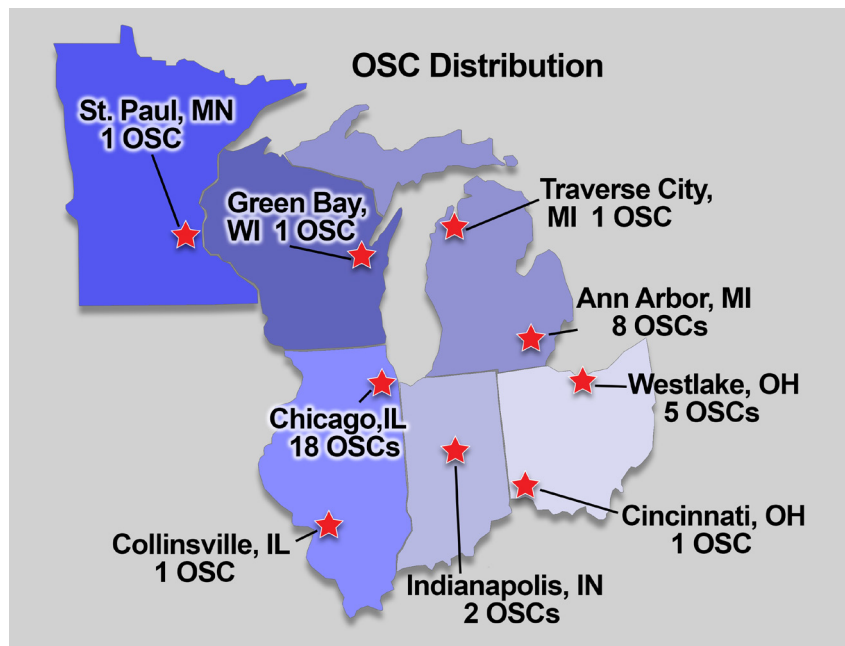 OSC Distribution
St. Paul, MN
1 OSC
Green Bay,
WI 1 OSC
Traverse City,
MI 1 OSC
Ann Arbor, MI
8 OSCs
Westlake, OH
5 OSCs
Chicago,IL
18 OSCs
Cincinnati, OH
1 OSC
Collinsville, IL
1 OSC
Indianapolis, IN
2 OSCs